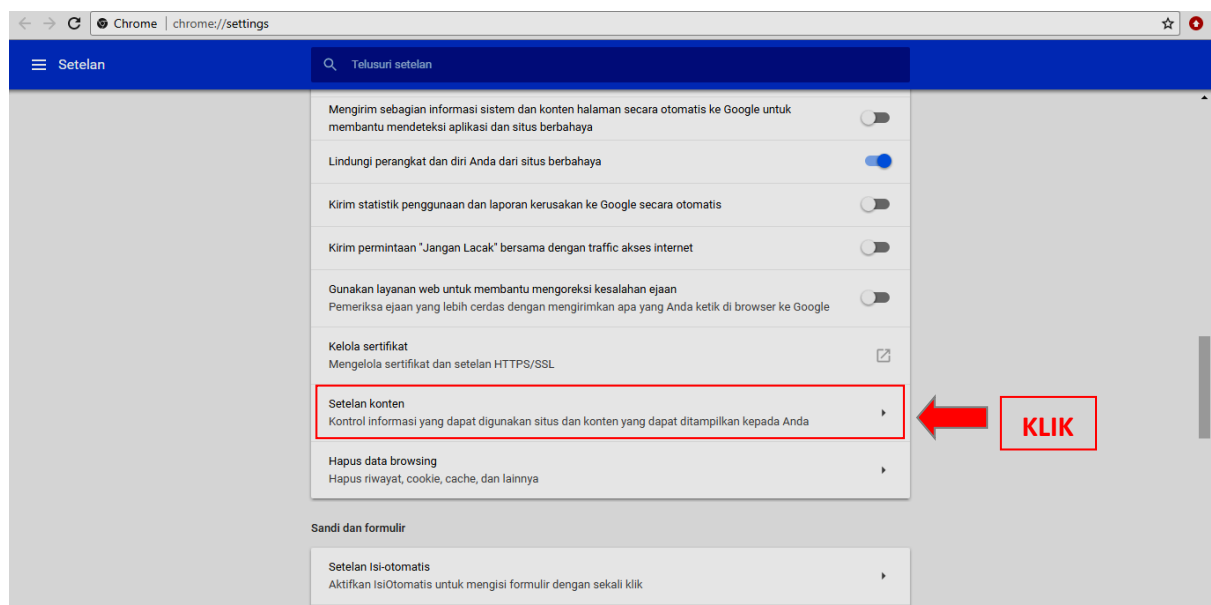 Chrome | chrome://settings
Setelan
Telusuri setelan
Mengirim sebagian informasi sistem dan konten halaman secara otomatis ke Google untuk
membantu mendeteksi aplikasi dan situs berbahaya
Lindungi perangkat dan diri Anda dari situs berbahaya
Kirim statistik penggunaan dan laporan kerusakan ke Google secara otomatis
Kirim permintaan "Jangan Lacak" bersama dengan traffic akses internet
Gunakan layanan web untuk membantu mengoreksi kesalahan ejaan
Pemeriksa ejaan yang lebih cerdas dengan mengirimkan apa yang Anda ketik di browser ke Google
Kelola sertifikat
Mengelola sertifikat dan setelan HTTPS/SSL
Setelan konten
Kontrol informasi yang dapat digunakan situs dan konten yang dapat ditampilkan kepada Anda
KLIK
Hapus data browsing
Hapus riwayat, cookie, cache, dan lainnya
Sandi dan formulir
Setelan Isi-otomatis
Aktifkan IsiOtomatis untuk mengisi formulir dengan sekali klik